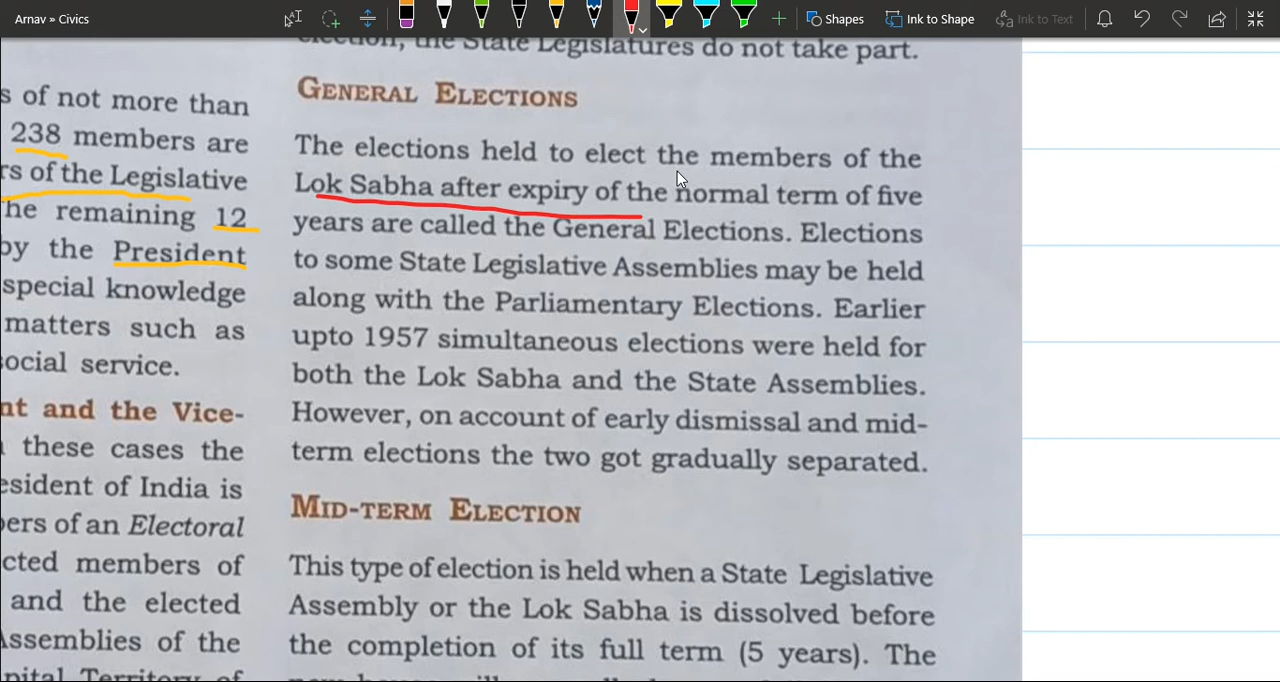 Arnav » Civics
Shapes
Ink to Shape
Ink to Text
election, the State Legislatures do not take part.
s of not more than
238 members are
rs of the Legislative
he remaining 12
by the President
special knowledge
matters such as
ocial service.
nt and the Vice-
these cases the
esident of India is
bers of an Electoral
cted members of
and the elected
Assemblies of the
pital Territory of
GENERAL ELECTIONS
The elections held to elect the members of the
Lok Sabha after expiry of the normal term of five
years are called the General Elections. Elections
to some State Legislative Assemblies may be held
along with the Parliamentary Elections. Earlier
upto 1957 simultaneous elections were held for
both the Lok Sabha and the State Assemblies.
However, on account of early dismissal and mid-
term elections the two got gradually separated.
MID-TERM ELECTION
This type of election is held when a State Legislative
Assembly or the Lok Sabha is dissolved before
the completion of its full term (5 years). The